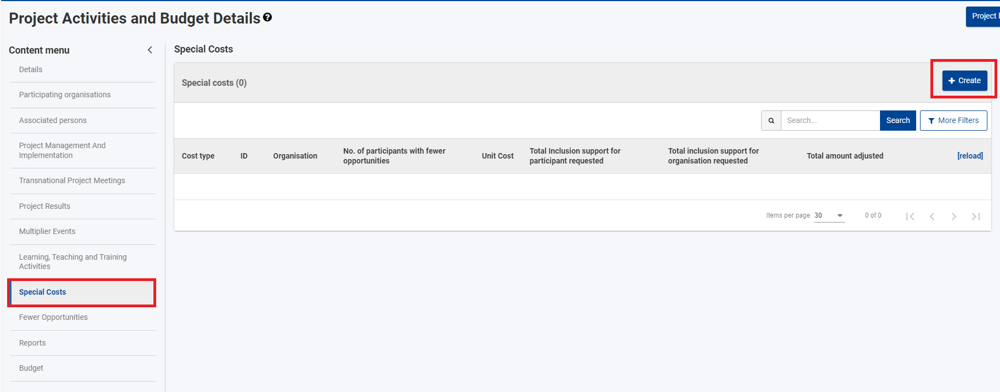 Project Activities and Budget Details ?
Project
Content menu
Details
Participating organisations
Associated persons
Project Management And
Implementation
Transnational Project Meetings
Project Results
Multiplier Events
Learning, Teaching and Training
Activities
Special Costs
Fewer Opportunities
Reports
Budget
Special Costs
Special costs (0)
+ Create
Search...
Search
More Filters
Cost type
ID
Organisation
No. of participants with fewer
opportunities
Unit Cost
Total Inclusion support for
participant requested
Total inclusion support for
organisation requested
Total amount adjusted
[reload]
Items per page 30
0 of 0